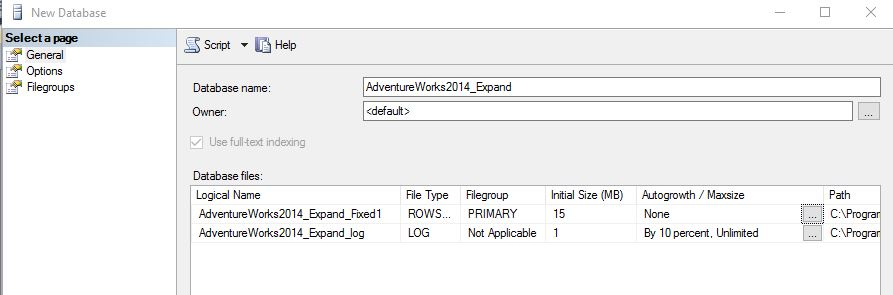 New Database
Select a page
General
Options
Filegroups
Script Help
Database name: AdventureWorks2014_Expand
Owner: <default> ...
Use full-text indexing
Database files:
Logical Name File Type Filegroup Initial Size (MB) Autogrowth / Maxsize Path
AdventureWorks2014_Expand_Fixed1 ROWS... PRIMARY 15 None ... C:\Program
AdventureWorks2014_Expand_log LOG Not Applicable 1 By 10 percent, Unlimited ... C:\Program